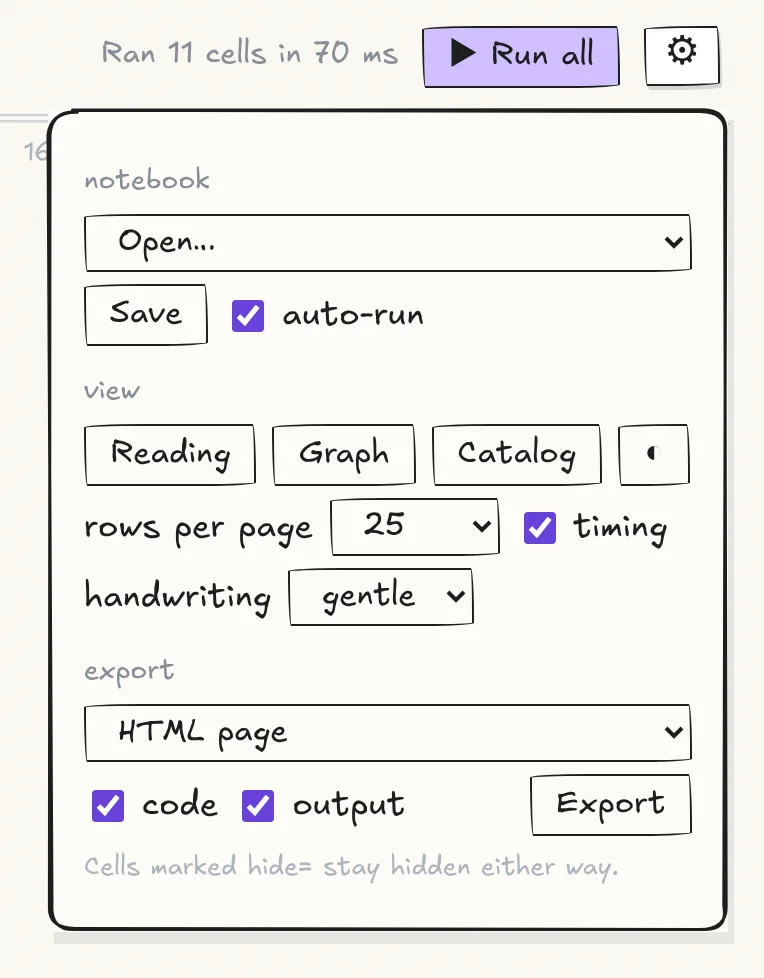 Ran 11 cells in 70 ms ▶ Run all ⚙
16
notebook
Open...
Save auto-run
view
Reading Graph Catalog
rows per page 25 timing
handwriting gentle
export
HTML page
code output Export
Cells marked hide= stay hidden either way.